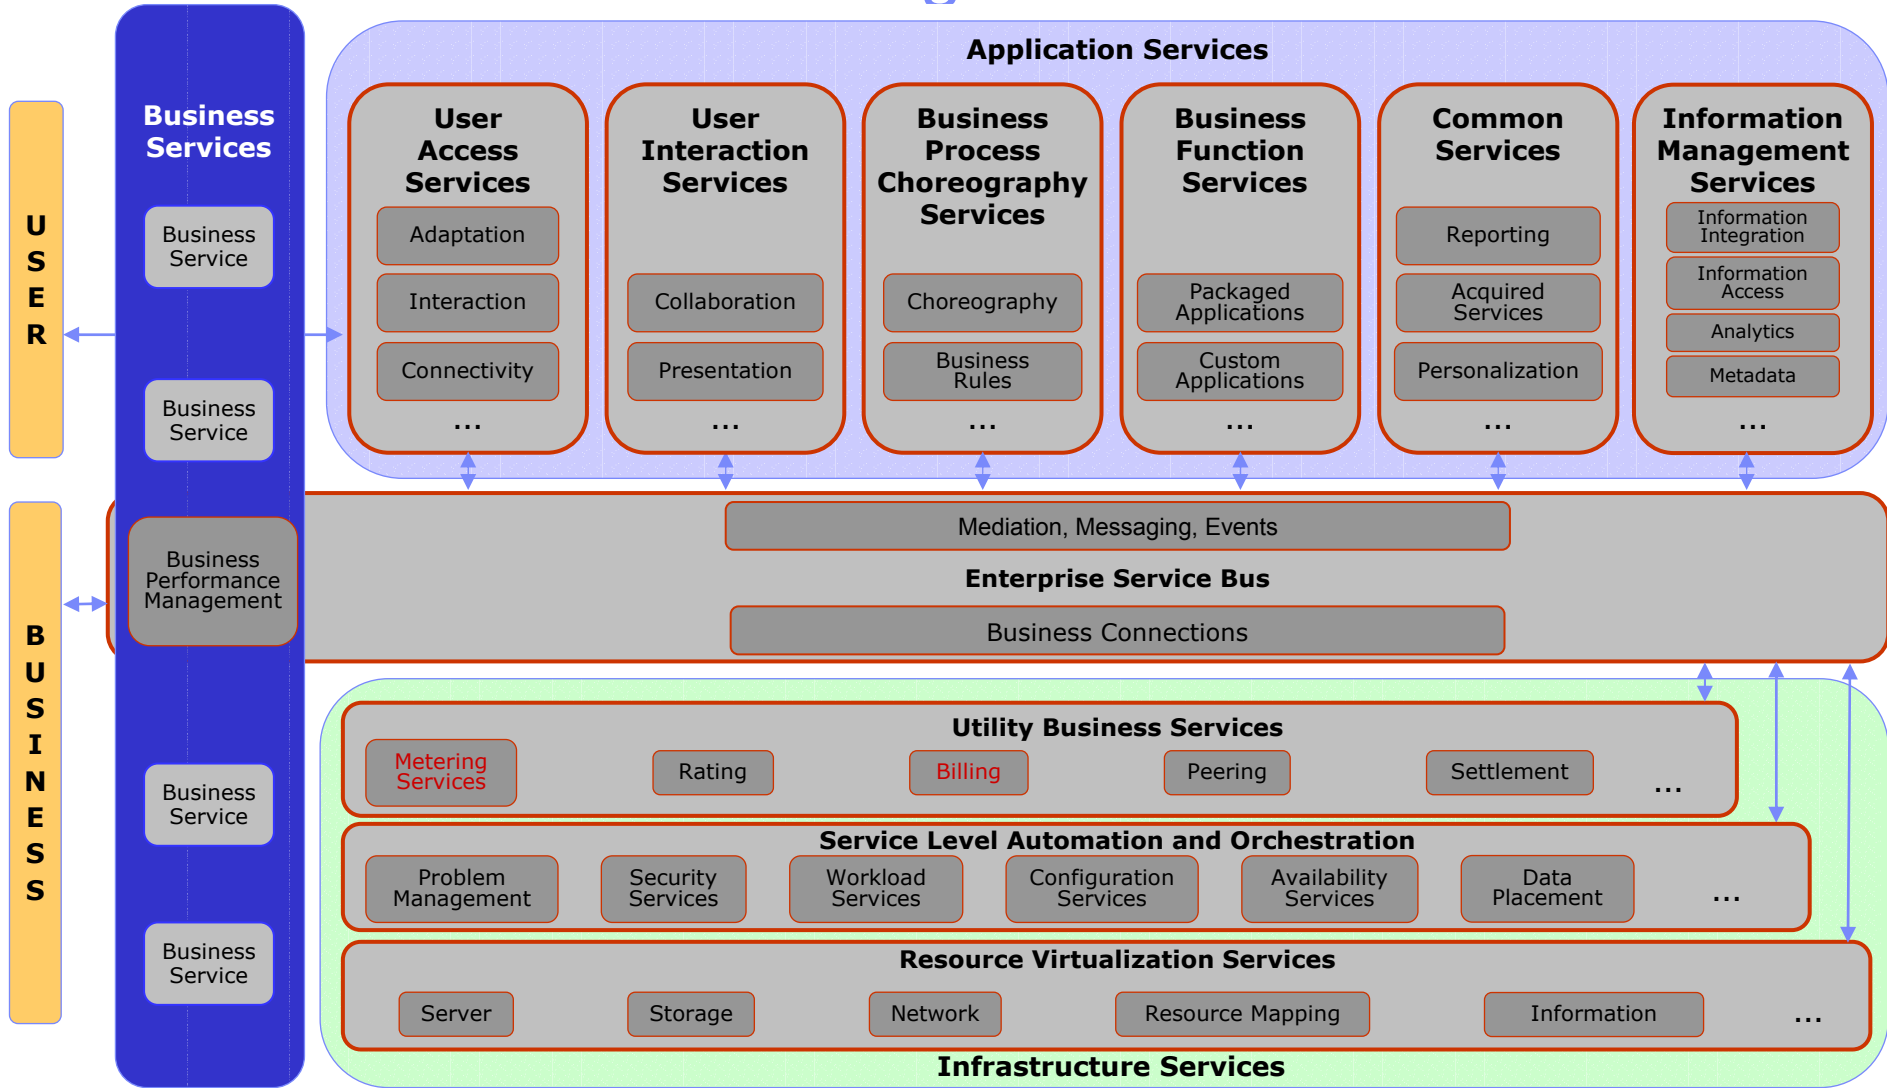 USER
BUSINESS
Business
Services
Business
Service
Business
Service
Business
Performance
Management
Business
Service
Business
Service
Application Services
User
Access
Services
Adaptation
Interaction
Connectivity
...
User
Interaction
Services
Collaboration
Presentation
...
Business
Process
Choreography
Services
Choreography
Business
Rules
...
Business
Function
Services
Packaged
Applications
Custom
Applications
...
Common
Services
Reporting
Acquired
Services
Personalization
...
Information
Management
Services
Information
Integration
Information
Access
Analytics
Metadata
...
Mediation, Messaging, Events
Enterprise Service Bus
Business Connections
Utility Business Services
Metering
Services
Rating
Billing
Peering
Settlement
...
Service Level Automation and Orchestration
Problem
Management
Security
Services
Workload
Services
Configuration
Services
Availability
Services
Data
Placement
...
Resource Virtualization Services
Server
Storage
Network
Resource Mapping
Information
...
Infrastructure Services